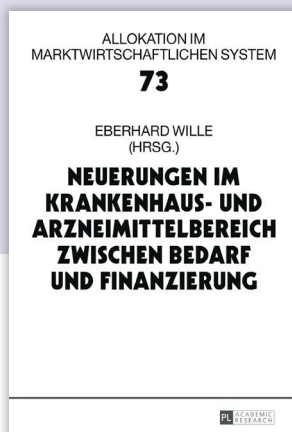 ALLOKATION IM
MARKTWIRTSCHAFTLICHEN SYSTEM
73
EBERHARD WILLE
(HRSG.)
NEUERUNGEN IM
KRANKENHAUS- UND
ARZNEIMITTELBEREICH
ZWISCHEN BEDARF
UND FINANZIERUNG
PL ACADEMIC
RESEARCH